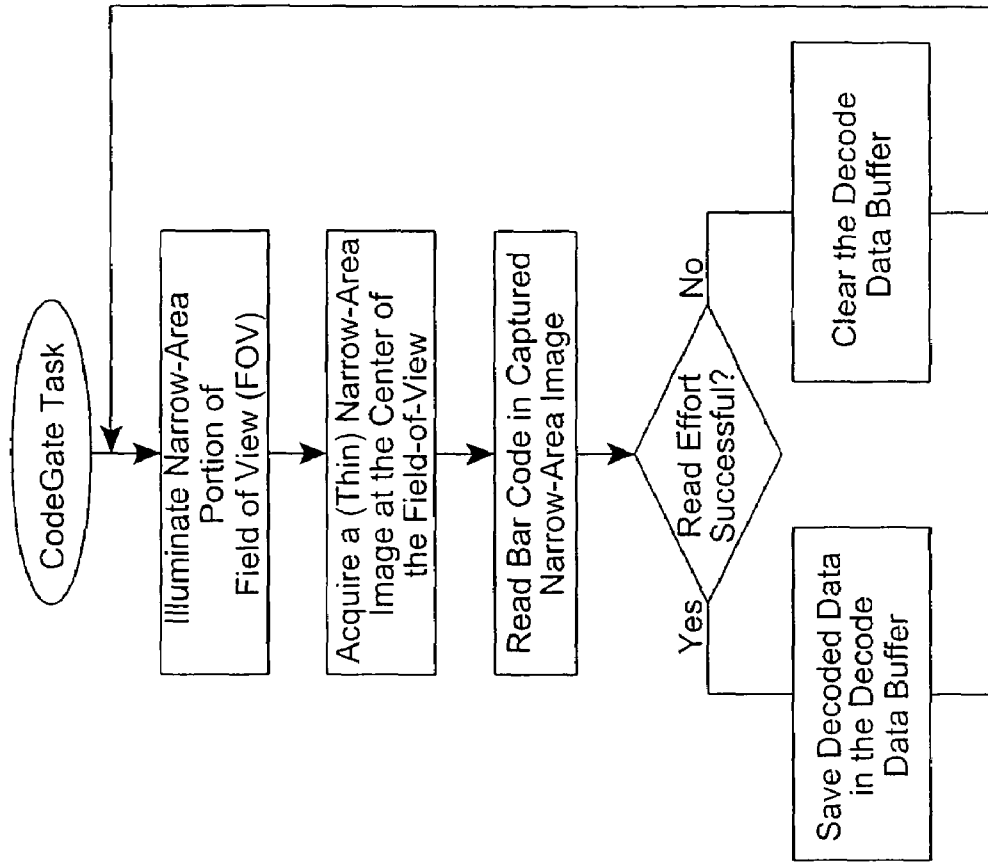 CodeGate Task
Illuminate Narrow-Area
Portion of
Field of View (FOV)
Acquire a (Thin) Narrow-Area
Image at the Center of
the Field-of-View
Read Bar Code in Captured
Narrow-Area Image
Read Effort
Successful?
Yes
No
Save Decoded Data
in the Decode
Data Buffer
Clear the Decode
Data Buffer